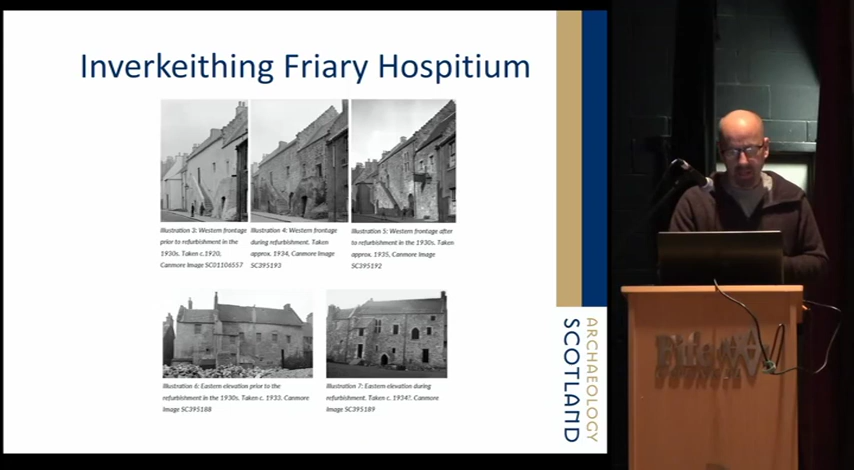 Inverkeithing Friary Hospitium
Illustration 3: Western frontage
prior to refurbishment in the
1930s. Taken c.1920,
Canmore Image SC01106557
Illustration 4: Western frontage
during refurbishment. Taken
approx. 1934, Canmore Image
SC395193
Illustration 5: Western frontage after
to refurbishment in the 1930s. Taken
approx. 1935, Canmore Image
SC395192
Illustration 6: Eastern elevation prior to the
refurbishment in the 1930s. Taken c. 1933. Canmore
Image SC395188
Illustration 7: Eastern elevation during
refurbishment. Taken c. 1934?. Canmore
Image SC395189
ARCHAEOLOGY
SCOTLAND
Fife
COUNCIL